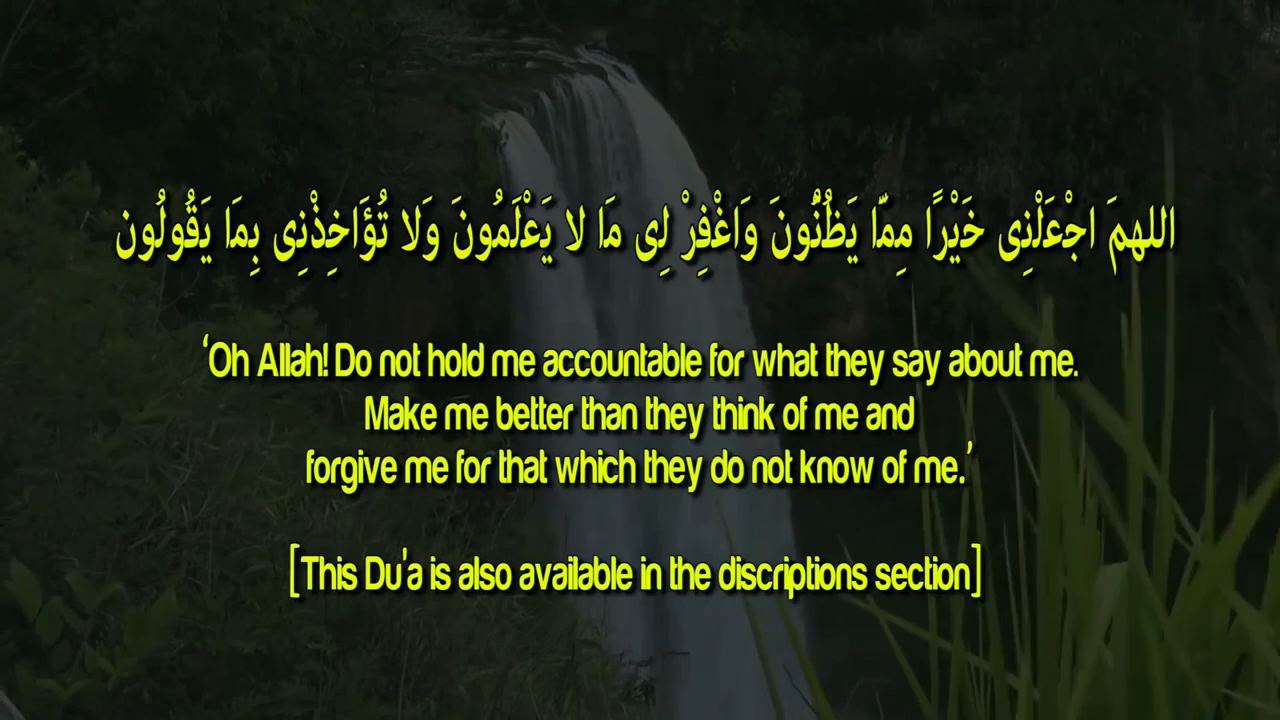 اللهمَ اجْعَلْنِى خَيْرًا مِمّا يَظُنُّونَ وَاغْفِرْ لِى مَا لا يَعْلَمُونَ وَلا تُؤَاخِذْنِى بِمَا يَقُولُون
‘Oh Allah! Do not hold me accountable for what they say about me.
Make me better than they think of me and
forgive me for that which they do not know of me.’
[This Du'a is also available in the discriptions section]